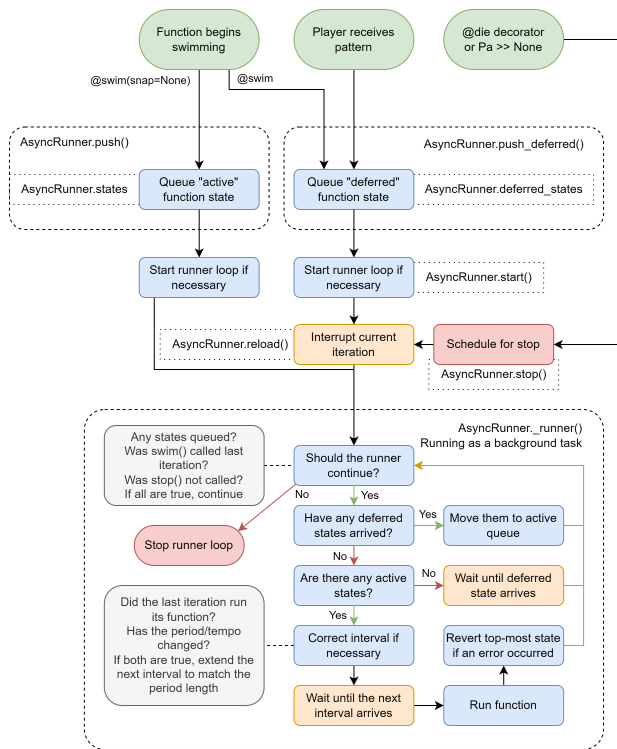 Function begins
swimming
Player receives
pattern
@die decorator
or Pa >> None
@swim(snap=None)
@swim
AsyncRunner.push()
AsyncRunner.push_deferred()
AsyncRunner.states
Queue "active"
function state
Queue "deferred"
function state
AsyncRunner.deferred_states
Start runner loop if
necessary
Start runner loop if
necessary
AsyncRunner.start()
AsyncRunner.reload()
Interrupt current
iteration
Schedule for stop
AsyncRunner.stop()
AsyncRunner._runner()
Running as a background task
Any states queued?
Was swim() called last
iteration?
Was stop() not called?
If all are true, continue
Should the runner
continue?
No
Yes
Stop runner loop
Have any deferred
states arrived?
Yes
Move them to active
queue
No
Are there any active
states?
No
Wait until deferred
state arrives
Yes
Did the last iteration run
its function?
Has the period/tempo
changed?
If both are true, extend the
next interval to match the
period length
Correct interval if
necessary
Revert top-most state
if an error occurred
Wait until the next
interval arrives
Run function